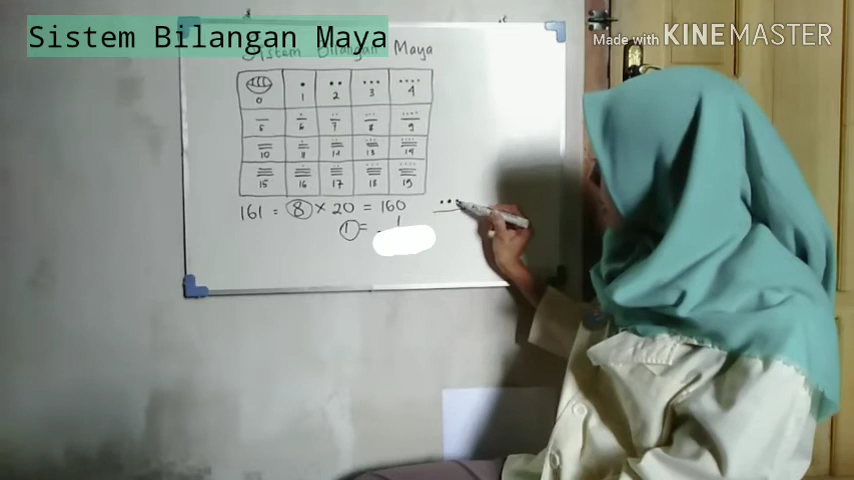 Sistem Bilangan Maya
Made with KINEMASTER
Sistem Bilangan Maya
0 1 2 3 4
5 6 7 8 9
10 11 12 13 14
15 16 17 18 19
161 = 8 × 20 = 160
1 = 1